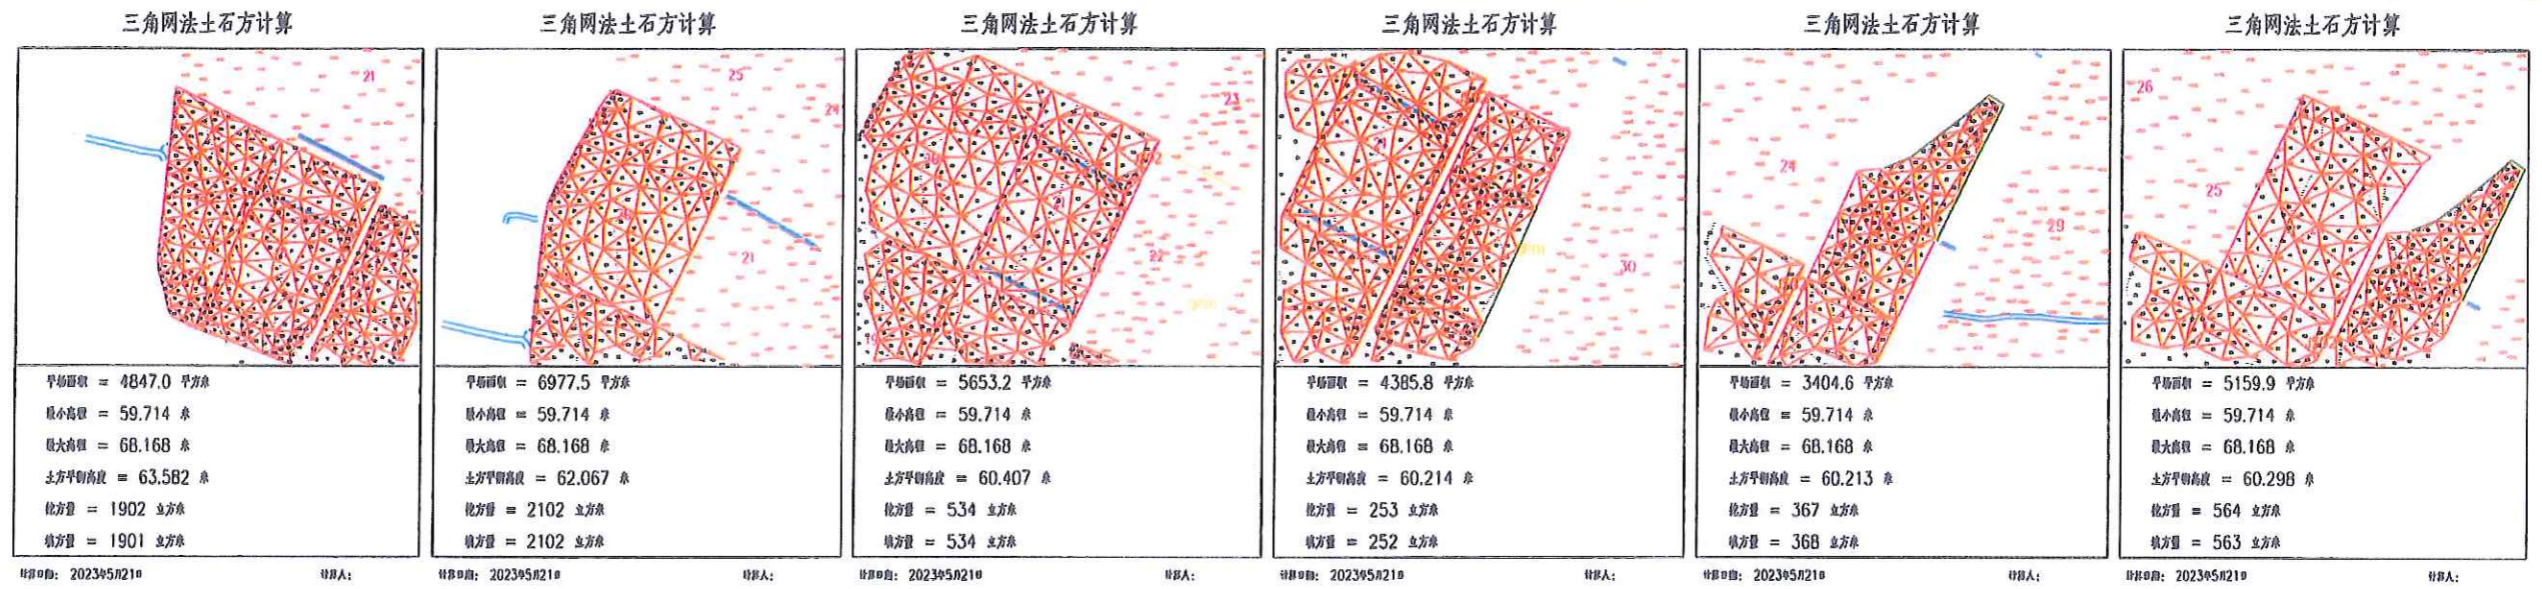 三角网法土石方计算
21
平场面积 = 4847.0 平方米
最小高程 = 59.714 米
最大高程 = 68.168 米
土方平衡高度 = 63.582 米
挖方量 = 1902 立方米
填方量 = 1901 立方米
计算日期: 2023年5月21日 计算人:
三角网法土石方计算
25
24
20
21
平场面积 = 6977.5 平方米
最小高程 = 59.714 米
最大高程 = 68.168 米
土方平衡高度 = 62.067 米
挖方量 = 2102 立方米
填方量 = 2102 立方米
计算日期: 2023年5月21日 计算人:
三角网法土石方计算
23
20
21
22
19
平场面积 = 5653.2 平方米
最小高程 = 59.714 米
最大高程 = 68.168 米
土方平衡高度 = 60.407 米
挖方量 = 534 立方米
填方量 = 534 立方米
计算日期: 2023年5月21日 计算人:
三角网法土石方计算
21
30
平场面积 = 4385.8 平方米
最小高程 = 59.714 米
最大高程 = 68.168 米
土方平衡高度 = 60.214 米
挖方量 = 253 立方米
填方量 = 252 立方米
计算日期: 2023年5月21日 计算人:
三角网法土石方计算
24
29
平场面积 = 3404.6 平方米
最小高程 = 59.714 米
最大高程 = 68.168 米
土方平衡高度 = 60.213 米
挖方量 = 367 立方米
填方量 = 368 立方米
计算日期: 2023年5月21日 计算人:
三角网法土石方计算
26
25
平场面积 = 5159.9 平方米
最小高程 = 59.714 米
最大高程 = 68.168 米
土方平衡高度 = 60.298 米
挖方量 = 564 立方米
填方量 = 563 立方米
计算日期: 2023年5月21日 计算人: